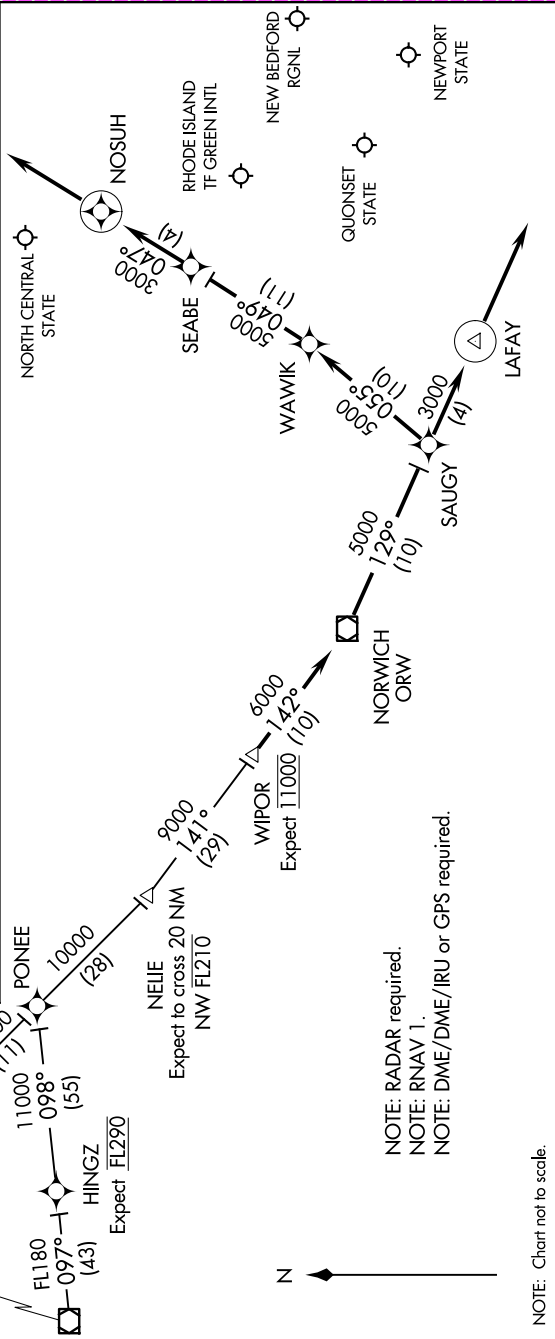 NORTH CENTRAL
STATE
NOSUH
RHODE ISLAND
TF GREEN INTL
NEW BEDFORD
RGNL
NEWPORT
STATE
QUONSET
STATE
3000
047°
(4)
SEABE
5000
049°
(11)
WAWIK
5000
055°
(10)
3000
(4)
LAFAY
SAUGY
5000
129°
(10)
NORWICH
ORW
6000
142°
(10)
WIPOR
Expect 11000
9000
141°
(29)
NELIE
Expect to cross 20 NM
NW FL210
10000
(28)
PONEE
(11)
11000
098°
(55)
HINGZ
Expect FL290
FL180
097°
(43)
N
NOTE: RADAR required.
NOTE: RNAV 1.
NOTE: DME/DME/IRU or GPS required.
NOTE: Chart not to scale.